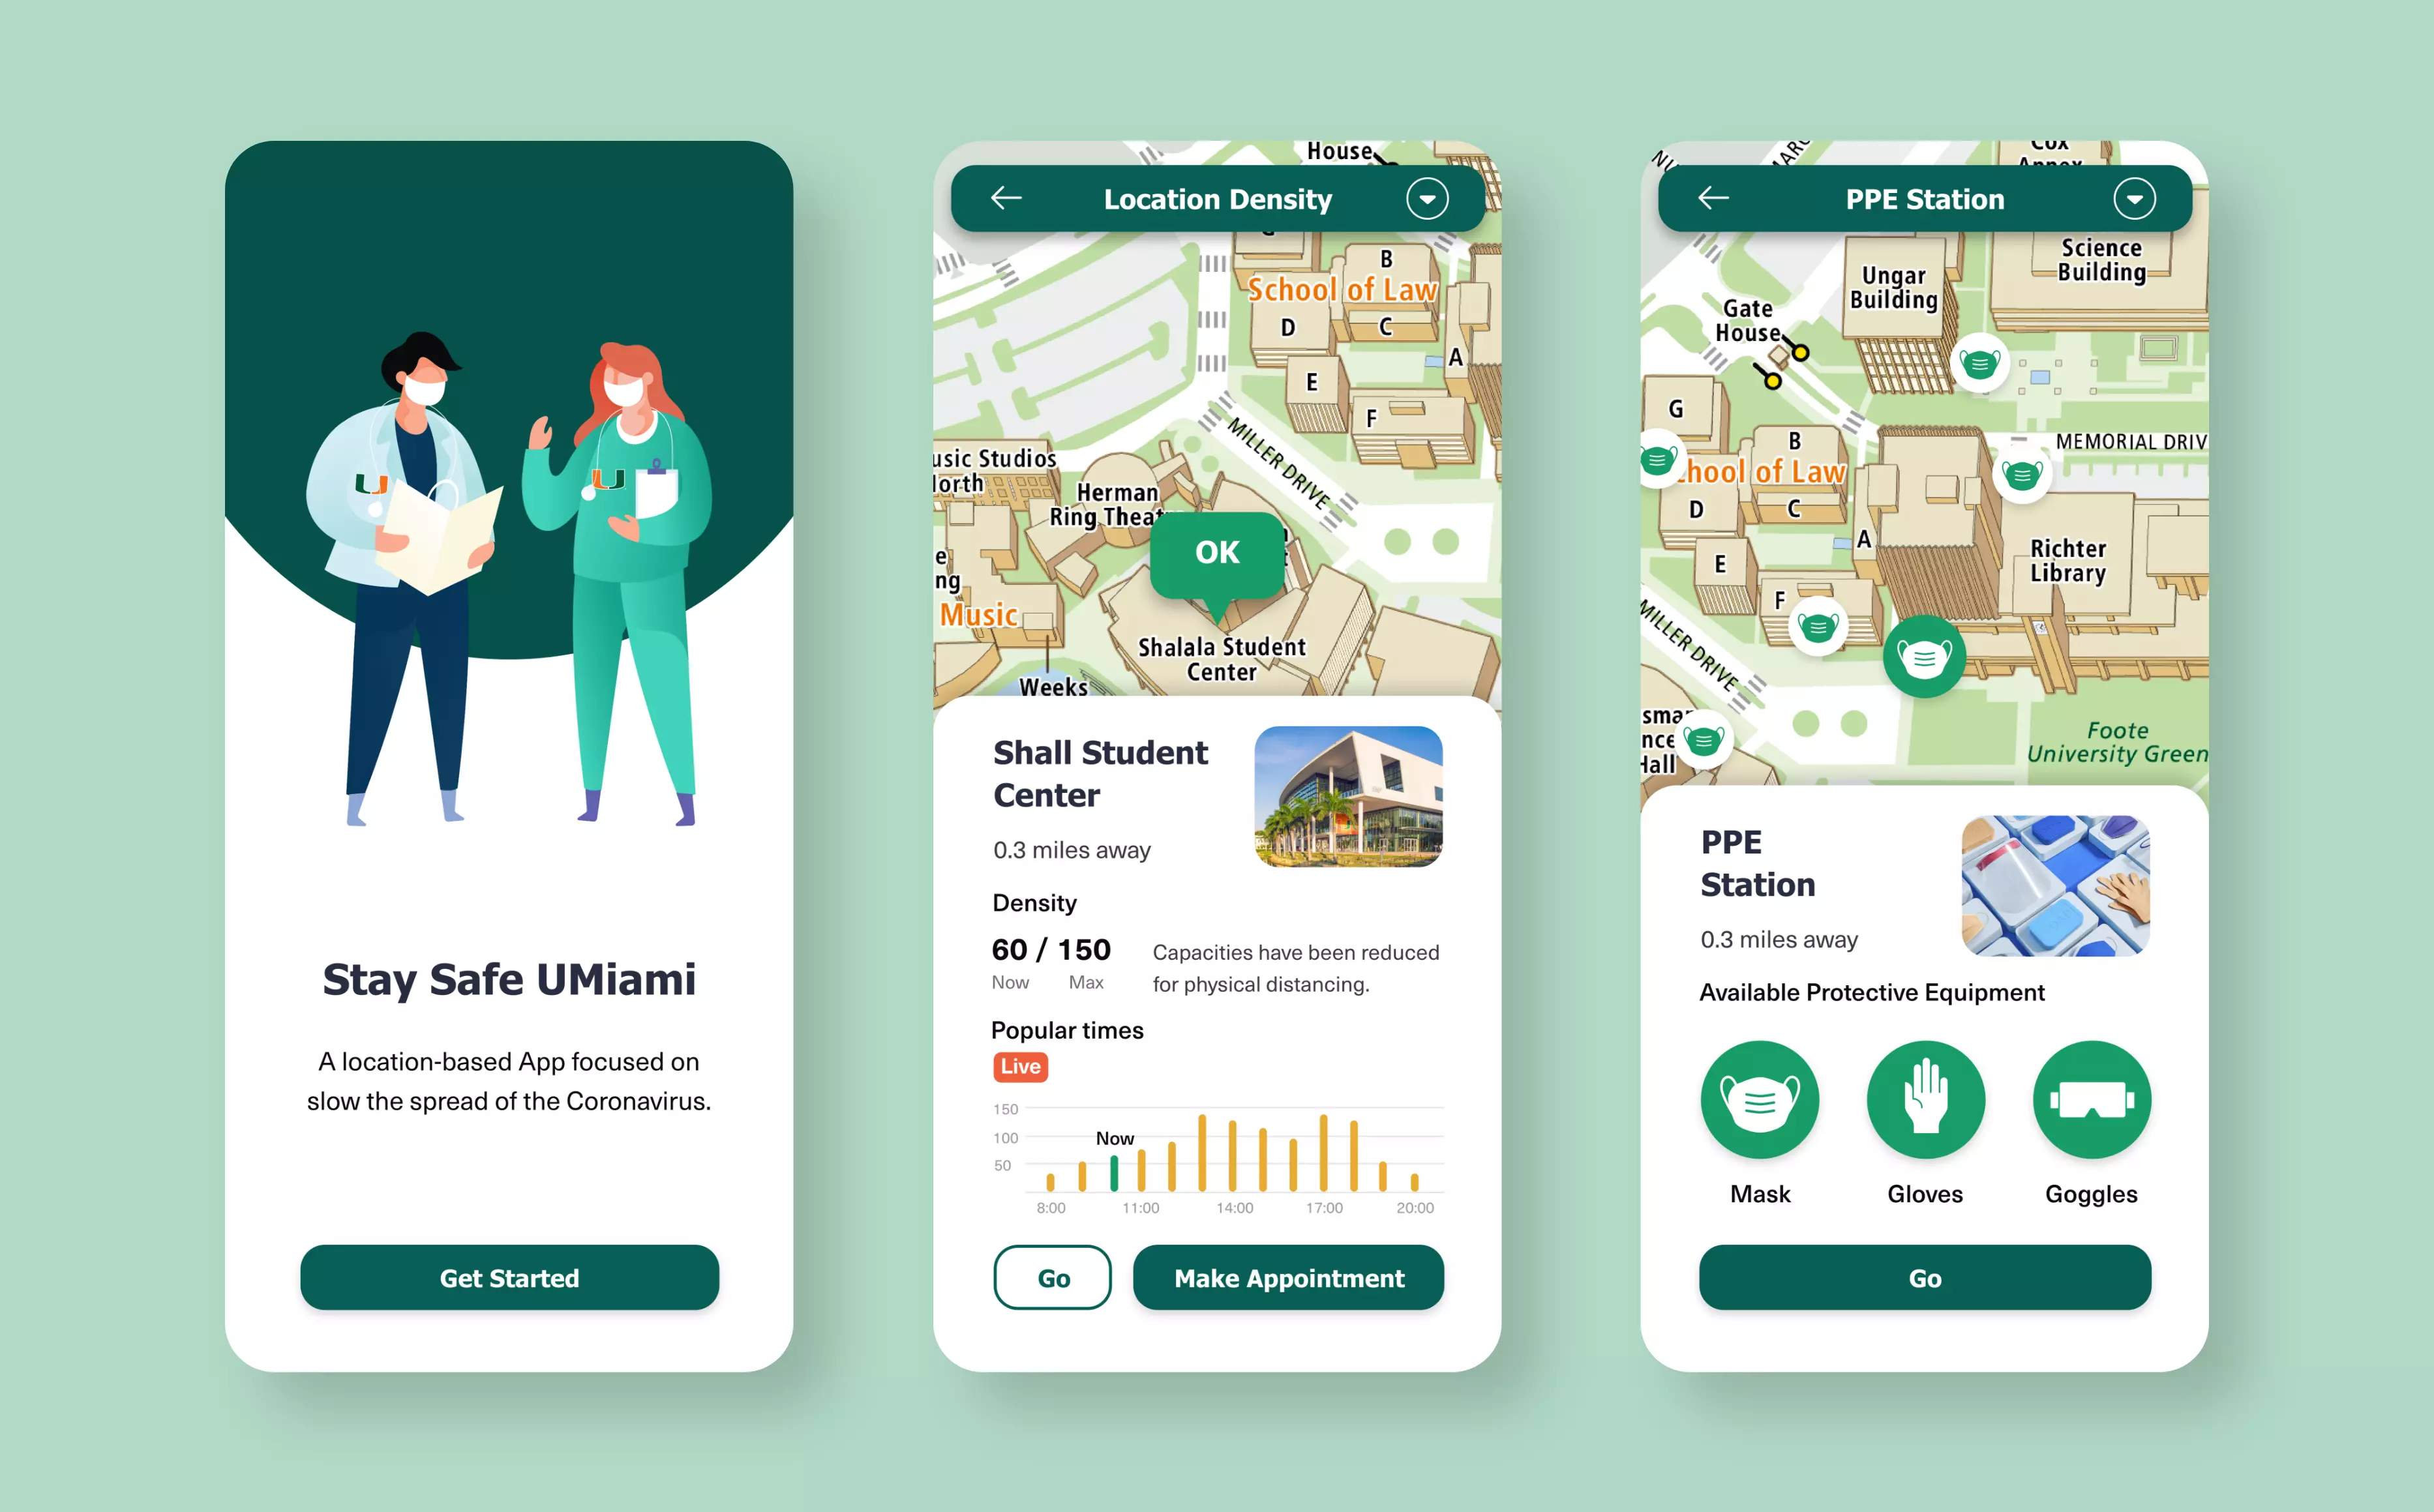 Stay Safe UMiami
A location-based App focused on
slow the spread of the Coronavirus.
Get Started
House
Location Density
B
School of Law
D
C
A
E
F
MILLER DRIVE
usic Studios
Herman
Ring Theat
OK
e
ng
Music
Shalala Student
Center
Weeks
Shall Student
Center
0.3 miles away
Density
60 / 150
Now
Max
Capacities have been reduced
for physical distancing.
Popular times
Live
150
100
50
Now
8:00
11:00
14:00
17:00
20:00
Go
Make Appointment
PPE Station
Science
Building
Ungar
Building
Gate
House
G
MEMORIAL DRIV
B
hool of Law
D
C
A
E
F
Richter
Library
MILLER DRIVE
sma
nce
Hall
Foote
University Green
PPE
Station
0.3 miles away
Available Protective Equipment
Mask
Gloves
Goggles
Go